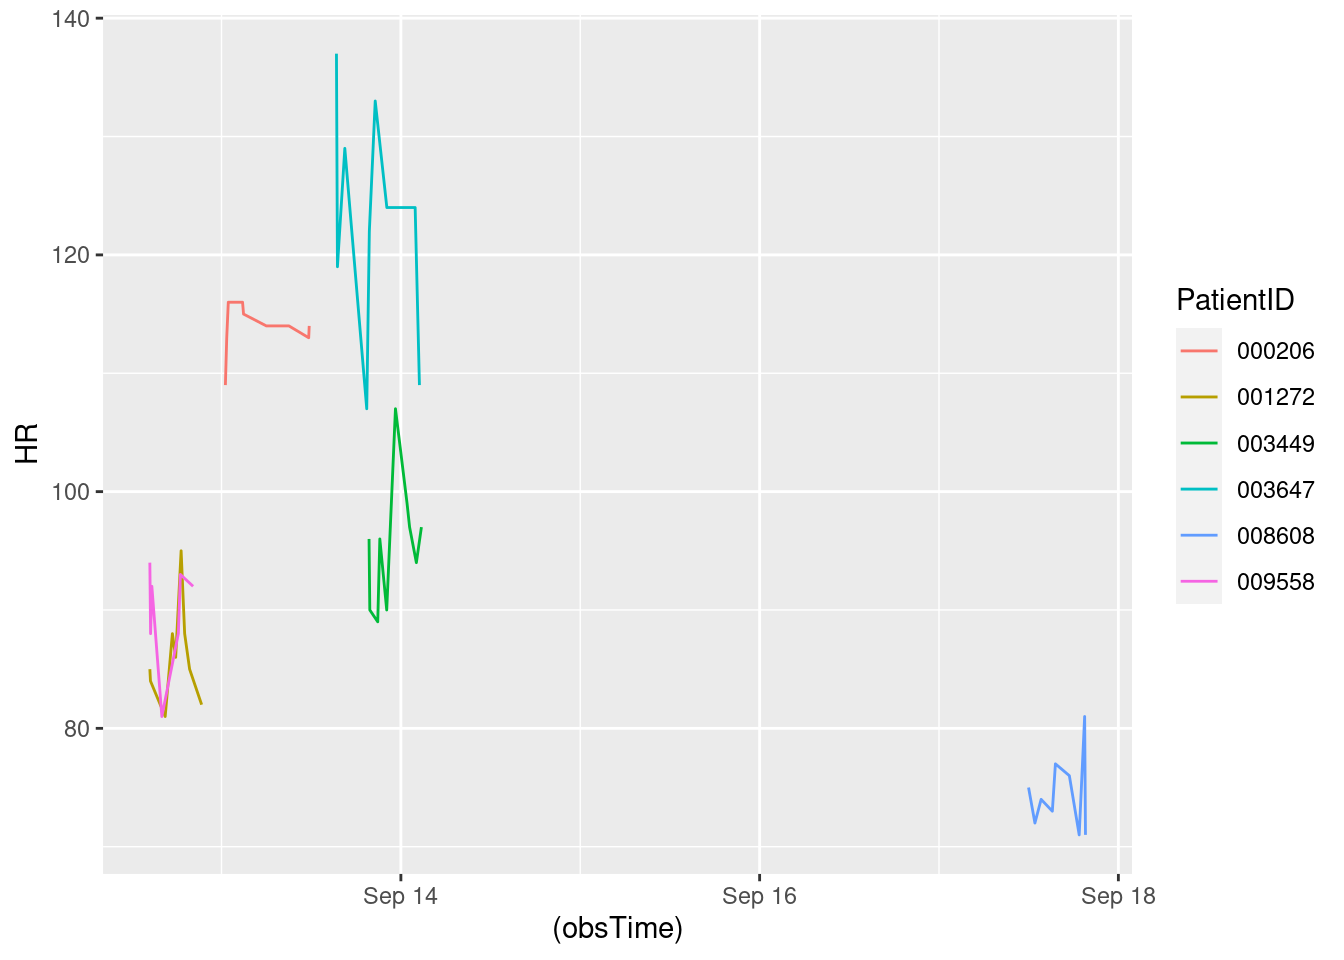 140
120
100
80
HR
Sep 14
Sep 16
Sep 18
(obsTime)
PatientID
000206
001272
003449
003647
008608
009558